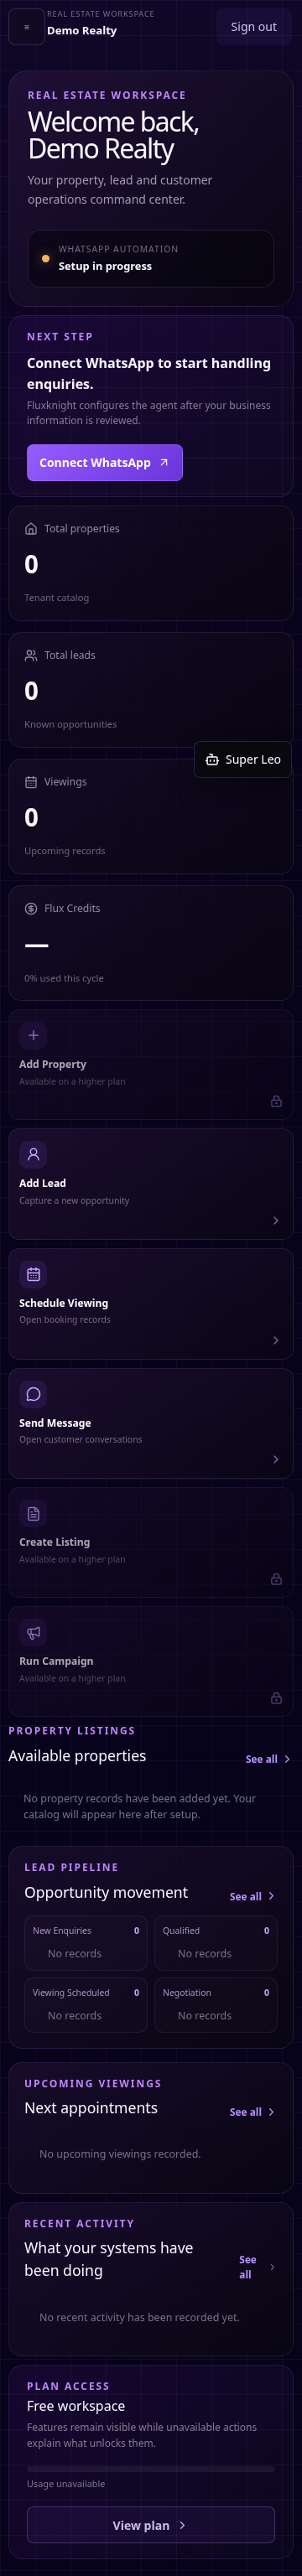 REAL ESTATE WORKSPACE
Demo Realty
Sign out
REAL ESTATE WORKSPACE
Welcome back,
Demo Realty
Your property, lead and customer
operations command center.
WHATSAPP AUTOMATION
Setup in progress
NEXT STEP
Connect WhatsApp to start handling
enquiries.
Fluxknight configures the agent after your business
information is reviewed.
Connect WhatsApp
Total properties
0
Tenant catalog
Total leads
0
Known opportunities
Super Leo
Viewings
0
Upcoming records
Flux Credits
—
0% used this cycle
Add Property
Available on a higher plan
Add Lead
Capture a new opportunity
Schedule Viewing
Open booking records
Send Message
Open customer conversations
Create Listing
Available on a higher plan
Run Campaign
Available on a higher plan
PROPERTY LISTINGS
Available properties
See all
No property records have been added yet. Your
catalog will appear here after setup.
LEAD PIPELINE
Opportunity movement
See all
New Enquiries 0
No records
Qualified 0
No records
Viewing Scheduled 0
No records
Negotiation 0
No records
UPCOMING VIEWINGS
Next appointments
See all
No upcoming viewings recorded.
RECENT ACTIVITY
What your systems have
been doing
See
all
No recent activity has been recorded yet.
PLAN ACCESS
Free workspace
Features remain visible while unavailable actions
explain what unlocks them.
Usage unavailable
View plan